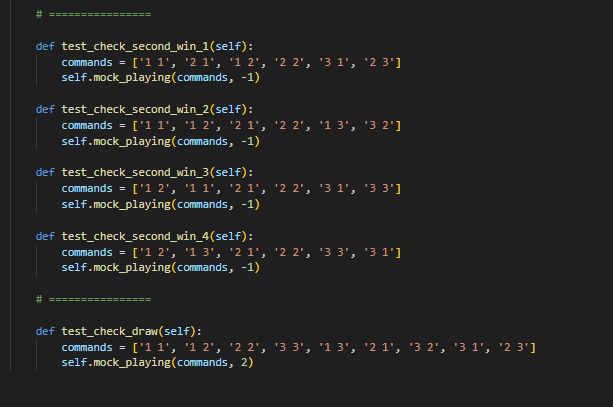 # ================
def test_check_second_win_1(self):
commands = ['1 1', '2 1', '1 2', '2 2', '3 1', '2 3']
self.mock_playing(commands, -1)
def test_check_second_win_2(self):
commands = ['1 1', '1 2', '2 1', '2 2', '1 3', '3 2']
self.mock_playing(commands, -1)
def test_check_second_win_3(self):
commands = ['1 2', '1 1', '2 1', '2 2', '3 1', '3 3']
self.mock_playing(commands, -1)
def test_check_second_win_4(self):
commands = ['1 2', '1 3', '2 1', '2 2', '3 3', '3 1']
self.mock_playing(commands, -1)
# ================
def test_check_draw(self):
commands = ['1 1', '1 2', '2 2', '3 3', '1 3', '2 1', '3 2', '3 1', '2 3']
self.mock_playing(commands, 2)